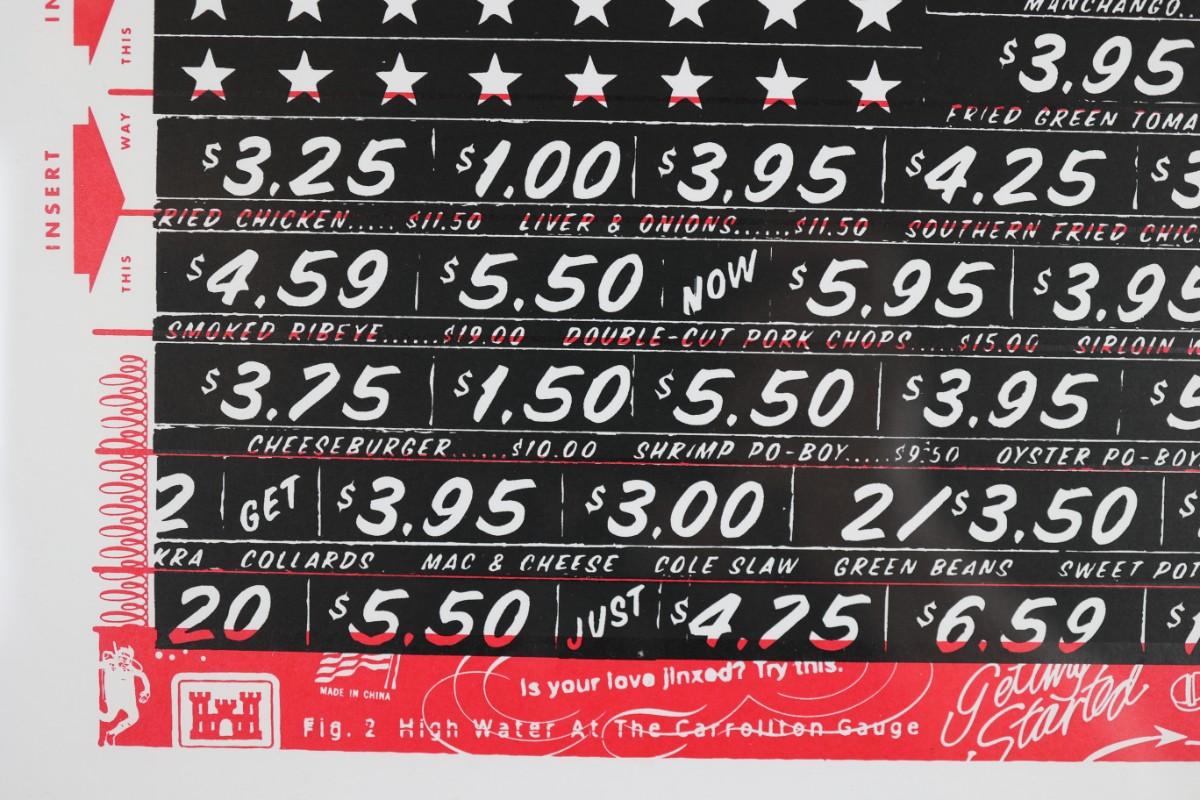 MANCHANGO..
$3.95
FRIED GREEN TOMA
THIS
WAY
INSERT
THIS
$3.25 $1.00 $3.95 $4.25 $3
RIED CHICKEN..... $11.50 LIVER & ONIONS......$11.50 SOUTHERN FRIED CHIC
$4.59 $5.50 NOW $5.95 $3.95
SMOKED RIBEYE......$19.00 DOUBLE-CUT PORK CHOPS.....$15.00 SIRLOIN W
$3.75 $1.50 $5.50 $3.95 $5
CHEESEBURGER......$10.00 SHRIMP PO-BOY.....$9.50 OYSTER PO-BOY
2 GET $3.95 $3.00 2/$3.50 $
KRA COLLARDS MAC & CHEESE COLE SLAW GREEN BEANS SWEET POT
20 $5.50 JUST $4.75 $6.59 $
MADE IN CHINA
Is your love jinxed? Try this.
Getting Started
Fig. 2 High Water At The Carrollton Gauge